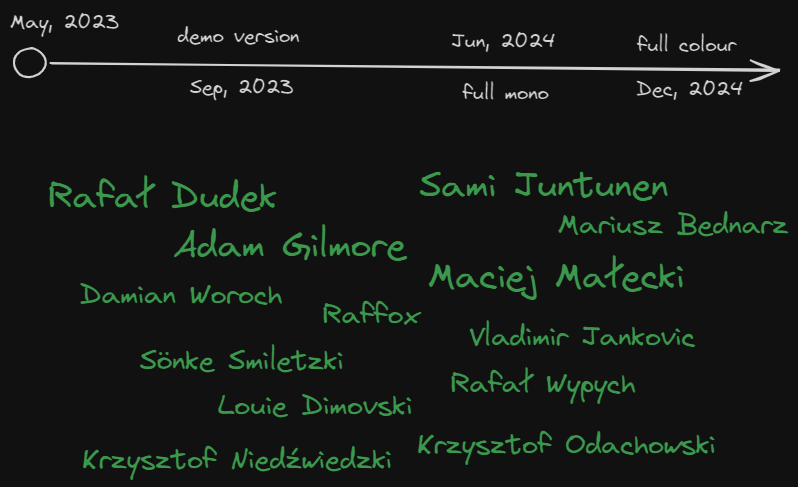 May, 2023
demo version
Jun, 2024
full colour
Sep, 2023
full mono
Dec, 2024
Rafał Dudek
Sami Juntunen
Mariusz Bednarz
Adam Gilmore
Maciej Małecki
Damian Woroch
Raffox
Vladimir Jankovic
Sönke Smiletzki
Rafał Wypych
Louie Dimovski
Krzysztof Odachowski
Krzysztof Niedźwiedzki